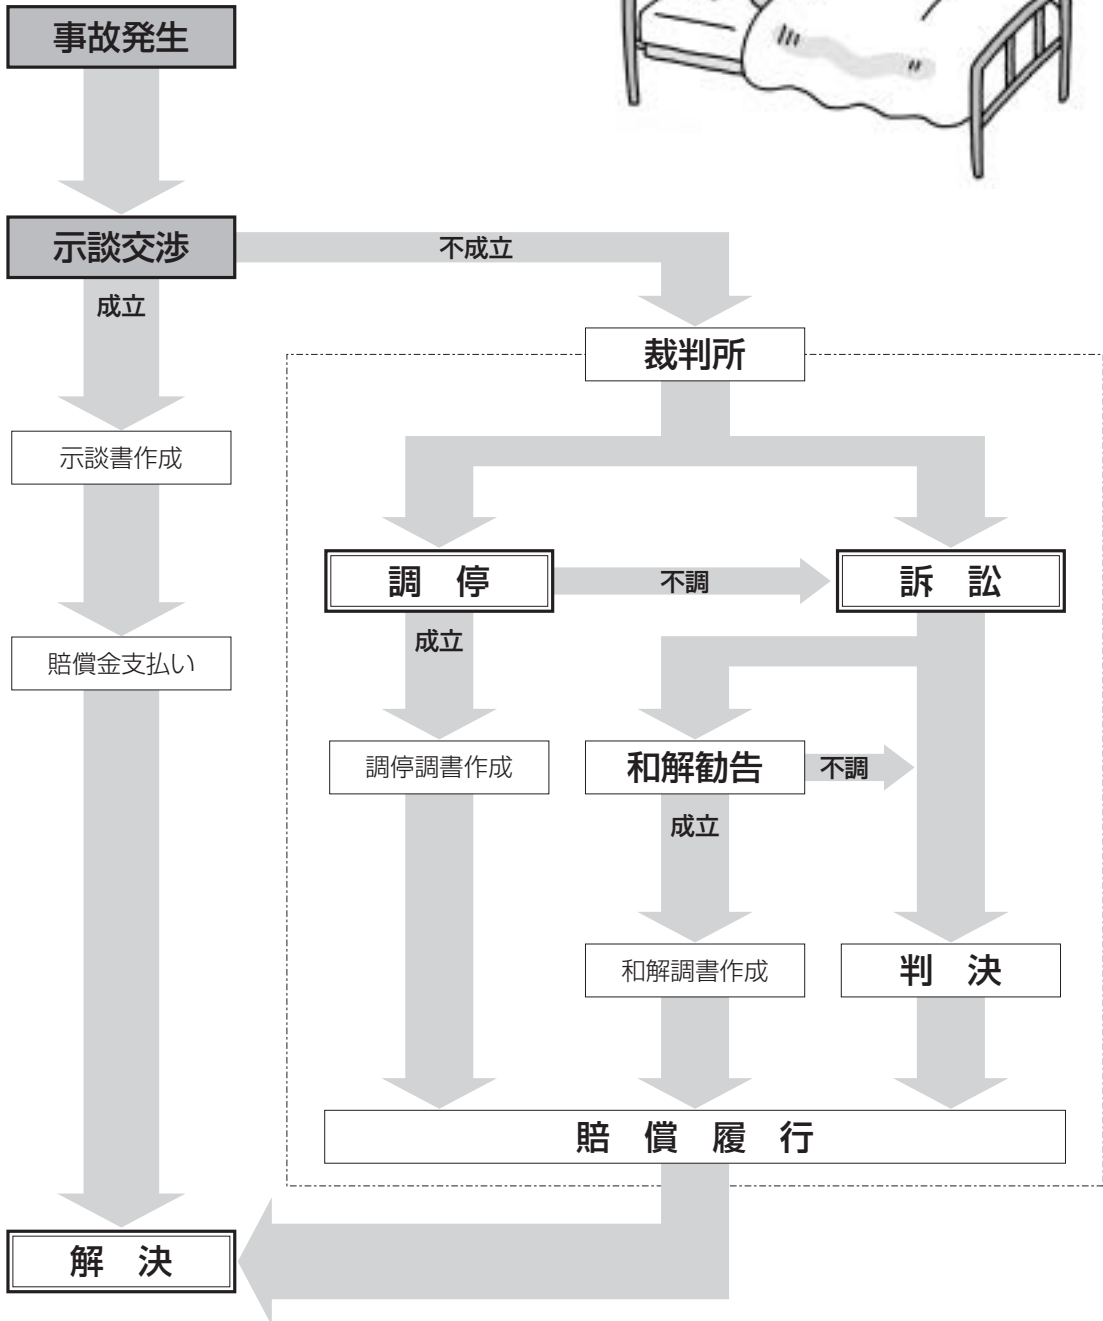 事故発生
示談交渉
不成立
成立
裁判所
示談書作成
調 停
不調
訴 訟
成立
賠償金支払い
調停調書作成
和解勧告
不調
成立
和解調書作成
判 決
賠 償 履 行
解 決